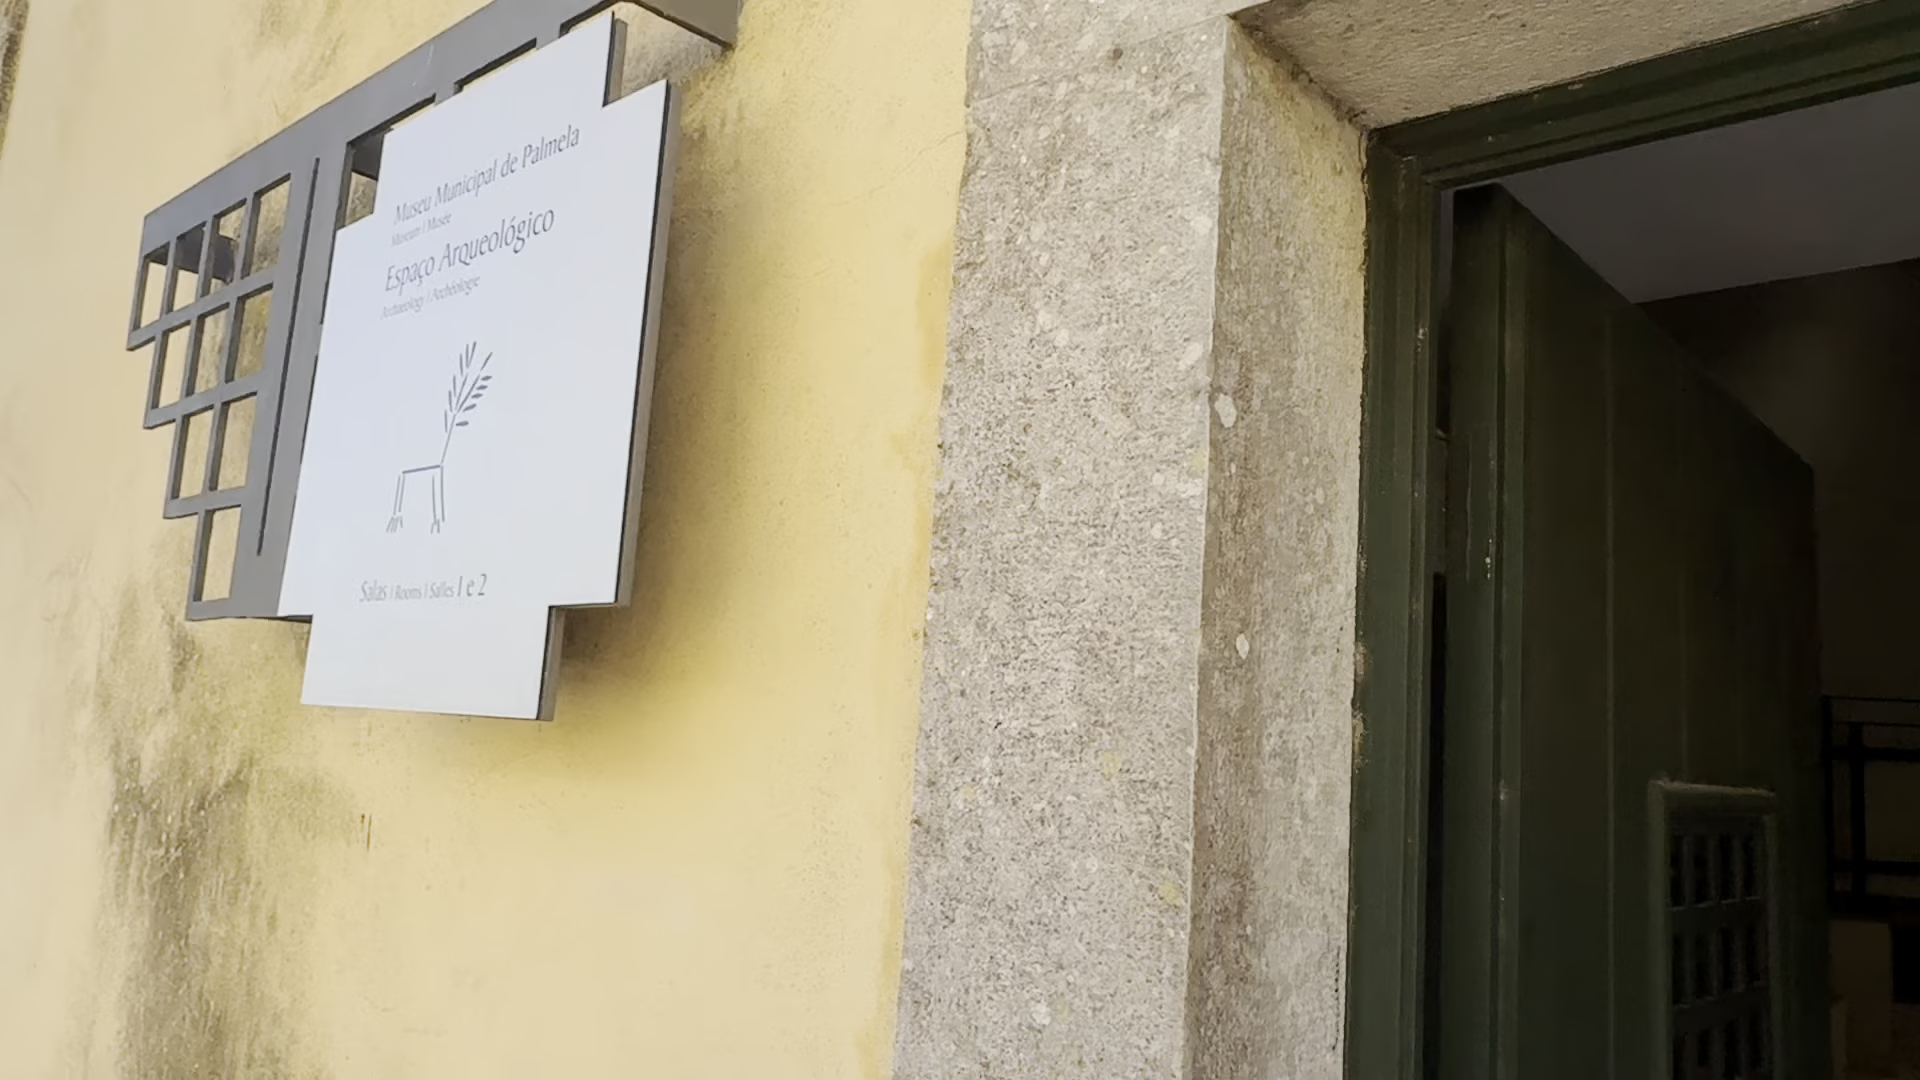 Museu Municipal de Palmela
Museum | Musée
Espaço Arqueológico
Archaeology | Archéologie
Salas | Rooms | Salles 1 e 2